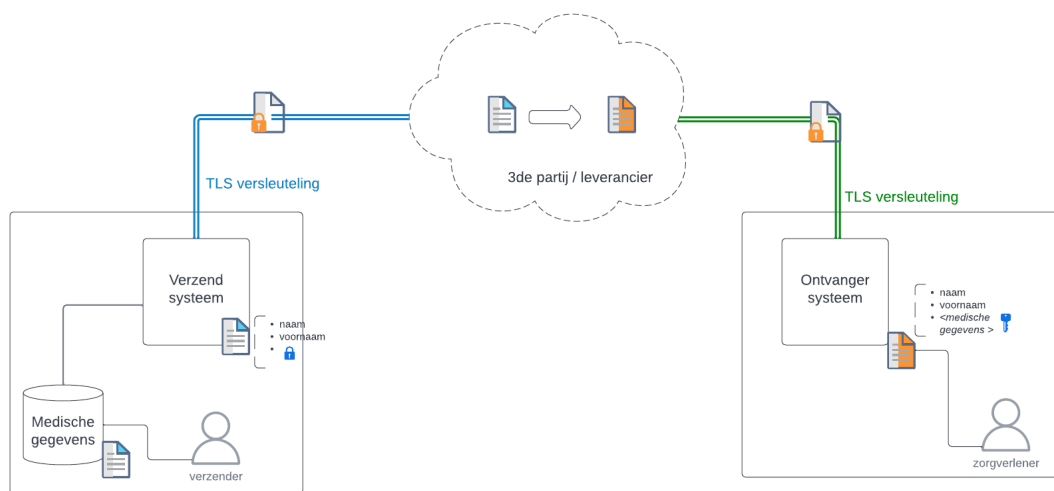 3de partij / leverancier
TLS versleuteling
TLS versleuteling
Verzend
systeem
• naam
• voornaam
•
Medische
gegevens
verzender
Ontvanger
systeem
• naam
• voornaam
• <medische
gegevens >
zorgverlener